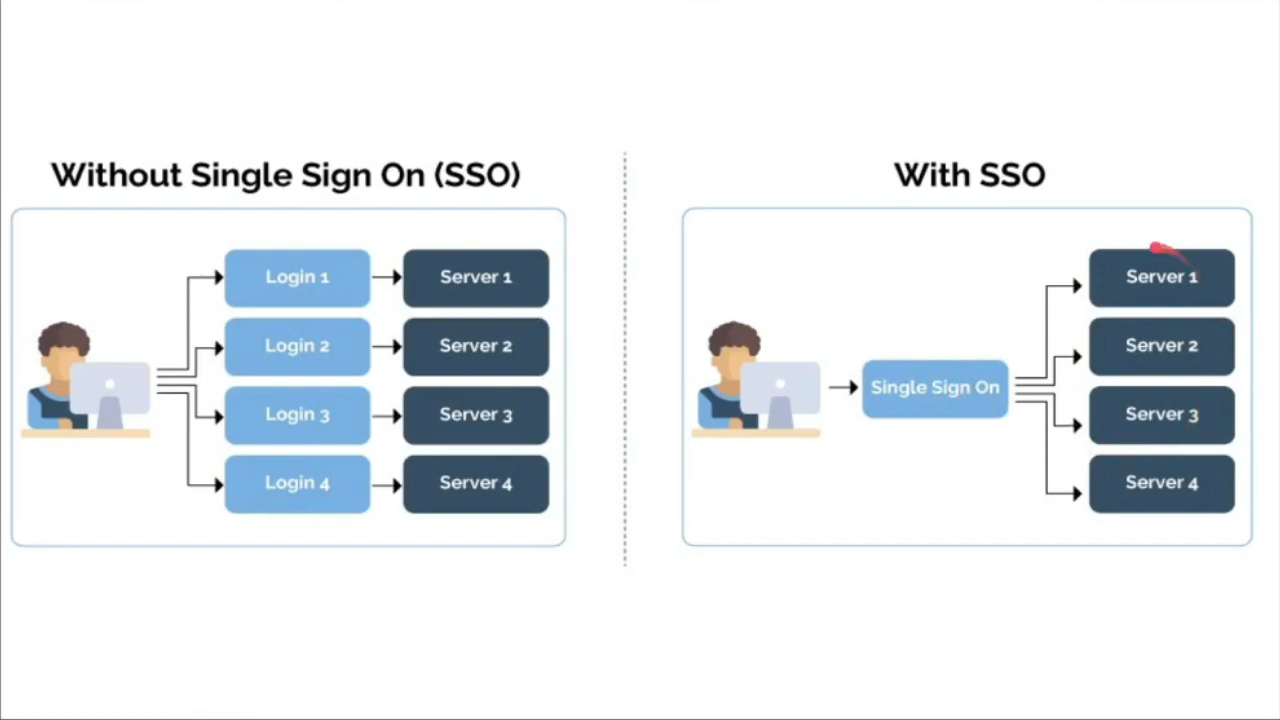 Without Single Sign On (SSO)
Login 1
Server 1
Login 2
Server 2
Login 3
Server 3
Login 4
Server 4
With SSO
Single Sign On
Server 1
Server 2
Server 3
Server 4